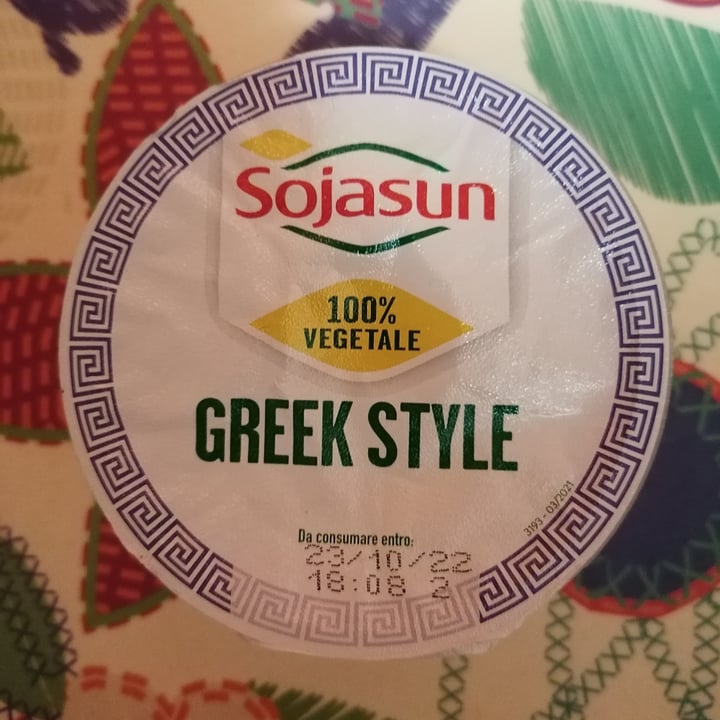 Sojasun
100%
VEGETALE
GREEK STYLE
3193 - 03/2021
Da consumare entro:
23/10/22
18:08 2